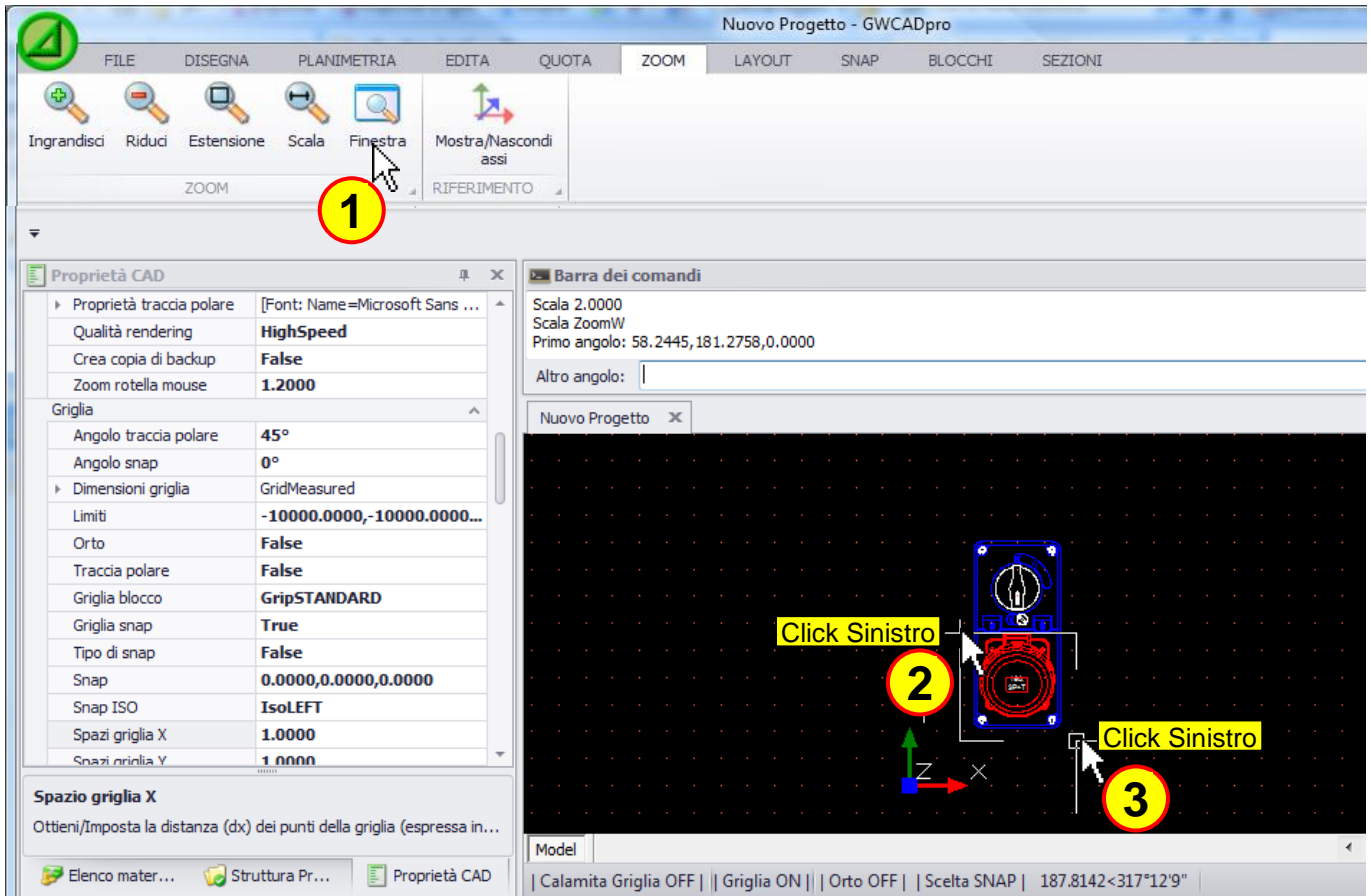 Nuovo Progetto - GWCADpro
FILE DISEGNA PLANIMETRIA EDITA QUOTA ZOOM LAYOUT SNAP BLOCCHI SEZIONI
Ingrandisci Riduci Estensione Scala Finestra Mostra/Nascondi
assi
ZOOM RIFERIMENTO
1
Proprietà CAD
Proprietà traccia polare [Font: Name=Microsoft Sans ...
Qualità rendering HighSpeed
Crea copia di backup False
Zoom rotella mouse 1.2000
Griglia
Angolo traccia polare 45°
Angolo snap 0°
Dimensioni griglia GridMeasured
Limiti -10000.0000,-10000.0000...
Orto False
Traccia polare False
Griglia blocco GripSTANDARD
Griglia snap True
Tipo di snap False
Snap 0.0000,0.0000,0.0000
Snap ISO IsoLEFT
Spazi griglia X 1.0000
Spazi griglia Y 1.0000
Spazio griglia X
Ottieni/Imposta la distanza (dx) dei punti della griglia (espressa in...
Elenco mater... Struttura Pr... Proprietà CAD
Barra dei comandi
Scala 2.0000
Scala ZoomW
Primo angolo: 58.2445,181.2758,0.0000
Altro angolo:
Nuovo Progetto
Click Sinistro
2
Click Sinistro
3
Z X
Model
| Calamita Griglia OFF | | Griglia ON | | Orto OFF | | Scelta SNAP | 187.8142<317°12'9"